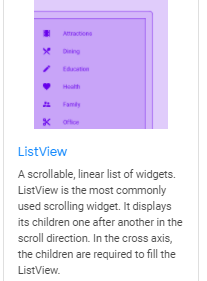 Attractions
Dining
Education
Health
Family
Office
ListView
A scrollable, linear list of widgets.
ListView is the most commonly
used scrolling widget. It displays
its children one after another in the
scroll direction. In the cross axis,
the children are required to fill the
ListView.